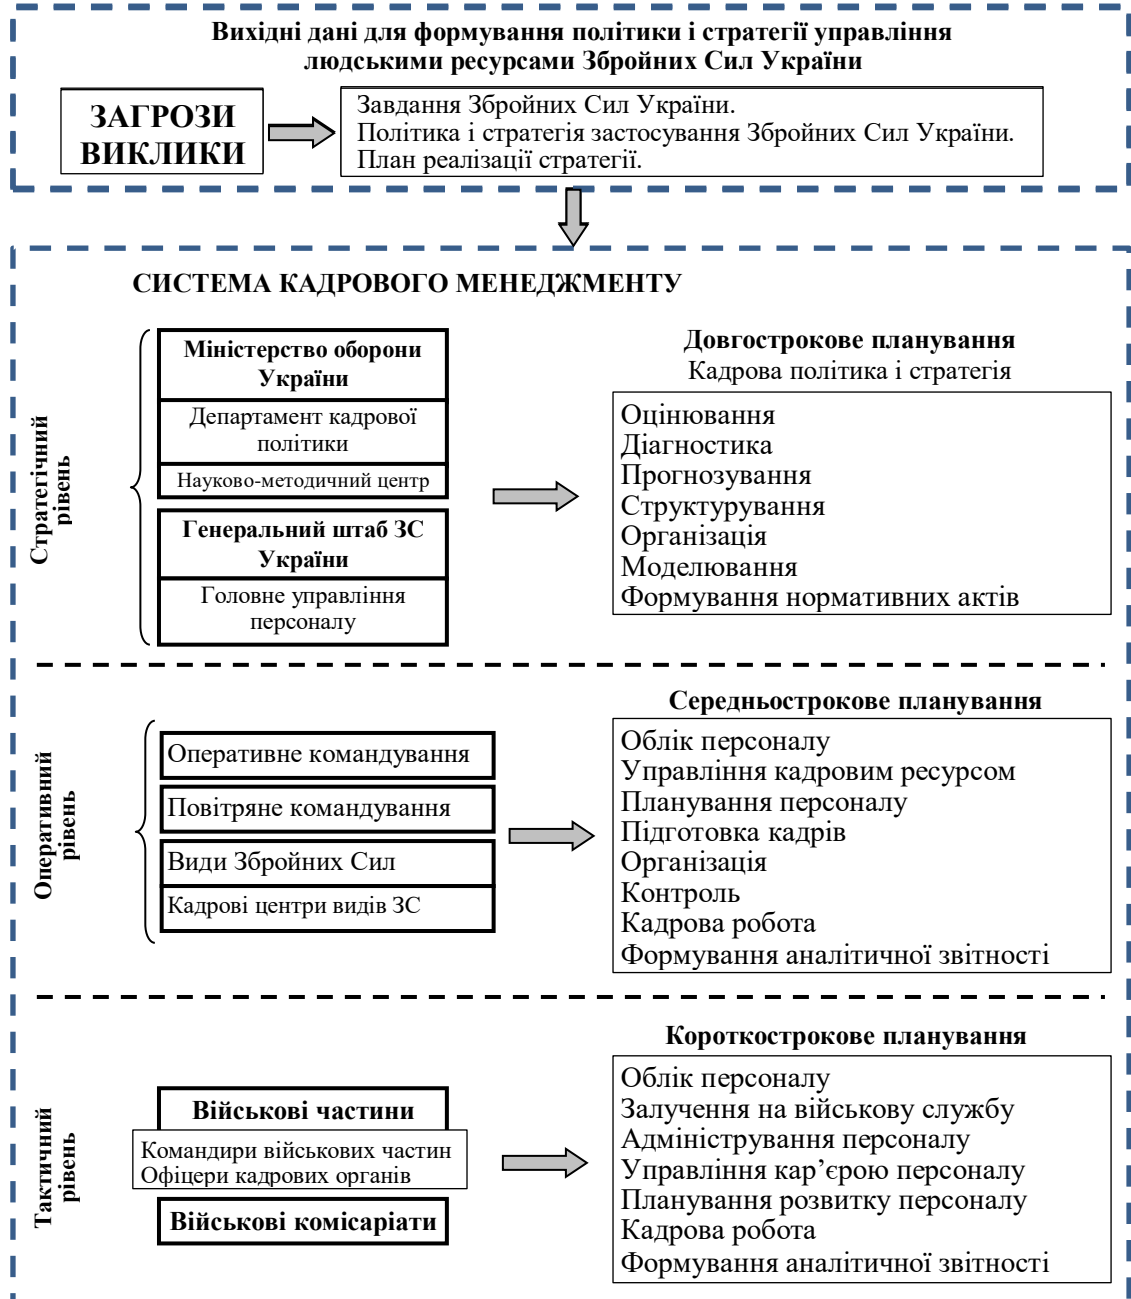 Вихідні дані для формування політики і стратегії управління
людськими ресурсами Збройних Сил України
ЗАГРОЗИ
ВИКЛИКИ
Завдання Збройних Сил України.
Політика і стратегія застосування Збройних Сил України.
План реалізації стратегії.
СИСТЕМА КАДРОВОГО МЕНЕДЖМЕНТУ
Стратегічний
рівень
Міністерство оборони
України
Департамент кадрової
політики
Науково-методичний центр
Генеральний штаб ЗС
України
Головне управління
персоналу
Довгострокове планування
Кадрова політика і стратегія
Оцінювання
Діагностика
Прогнозування
Структурування
Організація
Моделювання
Формування нормативних актів
Оперативний
рівень
Оперативне командування
Повітряне командування
Види Збройних Сил
Кадрові центри видів ЗС
Середньострокове планування
Облік персоналу
Управління кадровим ресурсом
Планування персоналу
Підготовка кадрів
Організація
Контроль
Кадрова робота
Формування аналітичної звітності
Тактичний
рівень
Військові частини
Командири військових частин
Офіцери кадрових органів
Військові комісаріати
Короткострокове планування
Облік персоналу
Залучення на військову службу
Адміністрування персоналу
Управління кар’єрою персоналу
Планування розвитку персоналу
Кадрова робота
Формування аналітичної звітності